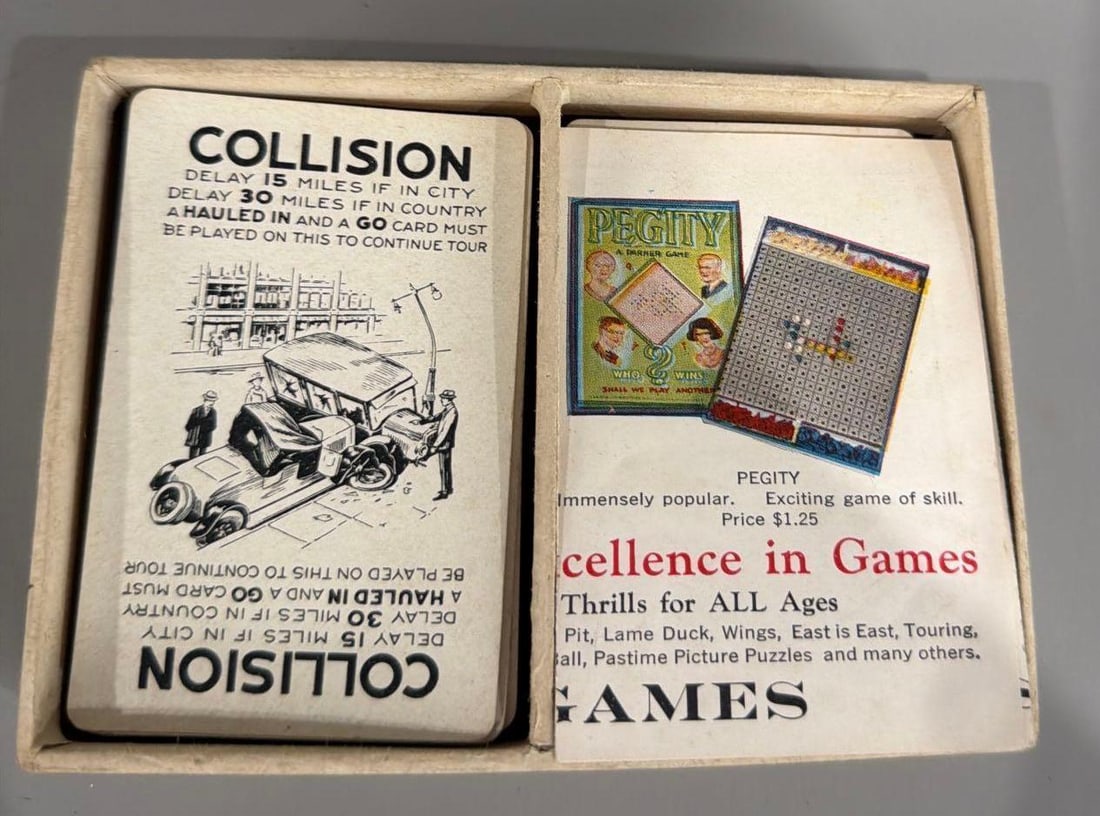 COLLISION
DELAY 15 MILES IF IN CITY
DELAY 30 MILES IF IN COUNTRY
A HAULED IN AND A GO CARD MUST
BE PLAYED ON THIS TO CONTINUE TOUR
COLLISION
DELAY 15 MILES IF IN CITY
DELAY 30 MILES IF IN COUNTRY
A HAULED IN AND A GO CARD MUST
BE PLAYED ON THIS TO CONTINUE TOUR
PEGITY
A PARKER GAME
WHO ? WINS
SHALL WE PLAY ANOTHER
PEGITY
Immensely popular. Exciting game of skill.
Price $1.25
cellence in Games
Thrills for ALL Ages
Pit, Lame Duck, Wings, East is East, Touring,
all, Pastime Picture Puzzles and many others.
GAMES